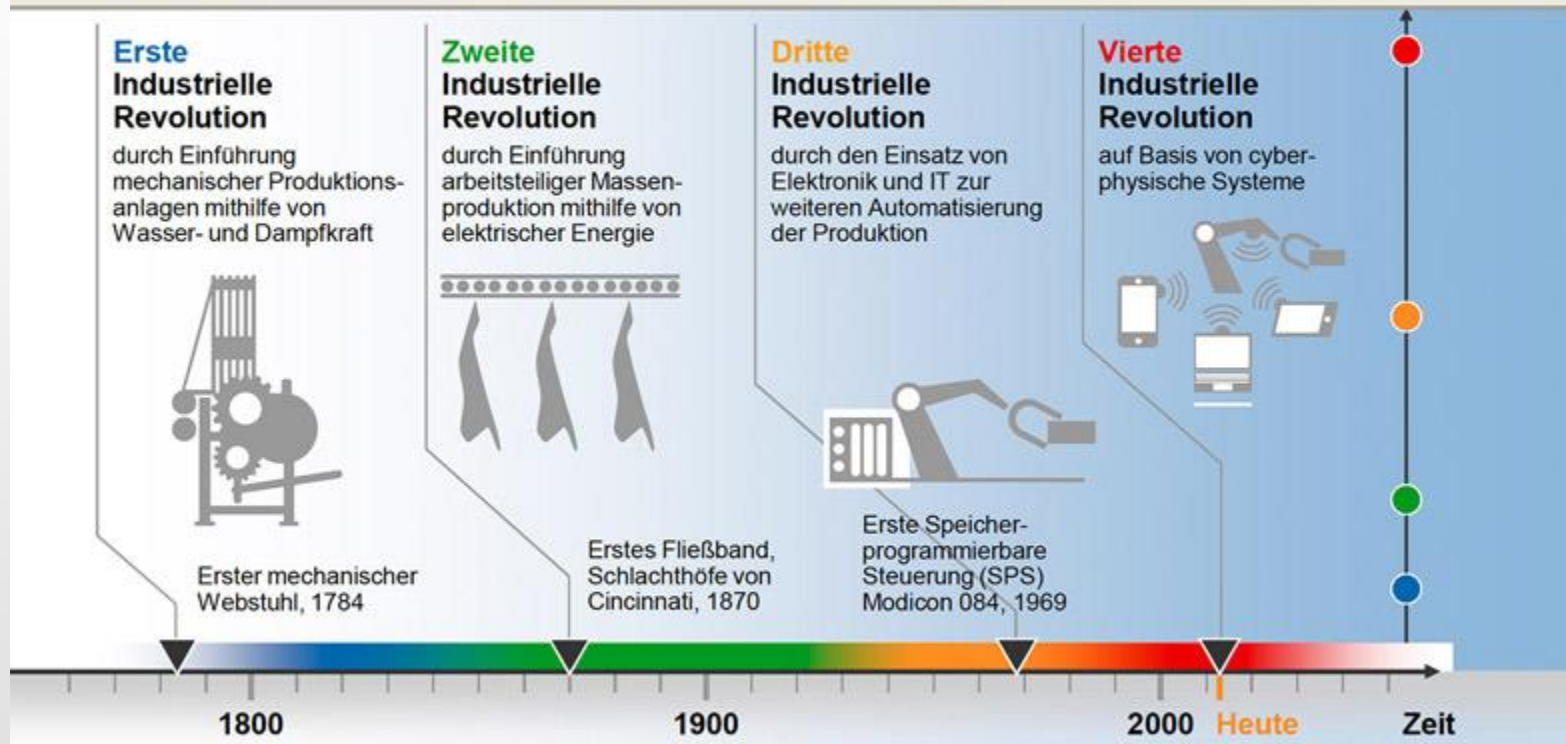 Erste
Industrielle
Revolution
durch Einführung
mechanischer Produktions-
anlagen mithilfe von
Wasser- und Dampfkraft
Erster mechanischer
Webstuhl, 1784
Zweite
Industrielle
Revolution
durch Einführung
arbeitsteiliger Massen-
produktion mithilfe von
elektrischer Energie
Erstes Fließband,
Schlachthöfe von
Cincinnati, 1870
Dritte
Industrielle
Revolution
durch den Einsatz von
Elektronik und IT zur
weiteren Automatisierung
der Produktion
Erste Speicher-
programmierbare
Steuerung (SPS)
Modicon 084, 1969
Vierte
Industrielle
Revolution
auf Basis von cyber-
physische Systeme
1800
1900
2000
Heute
Zeit